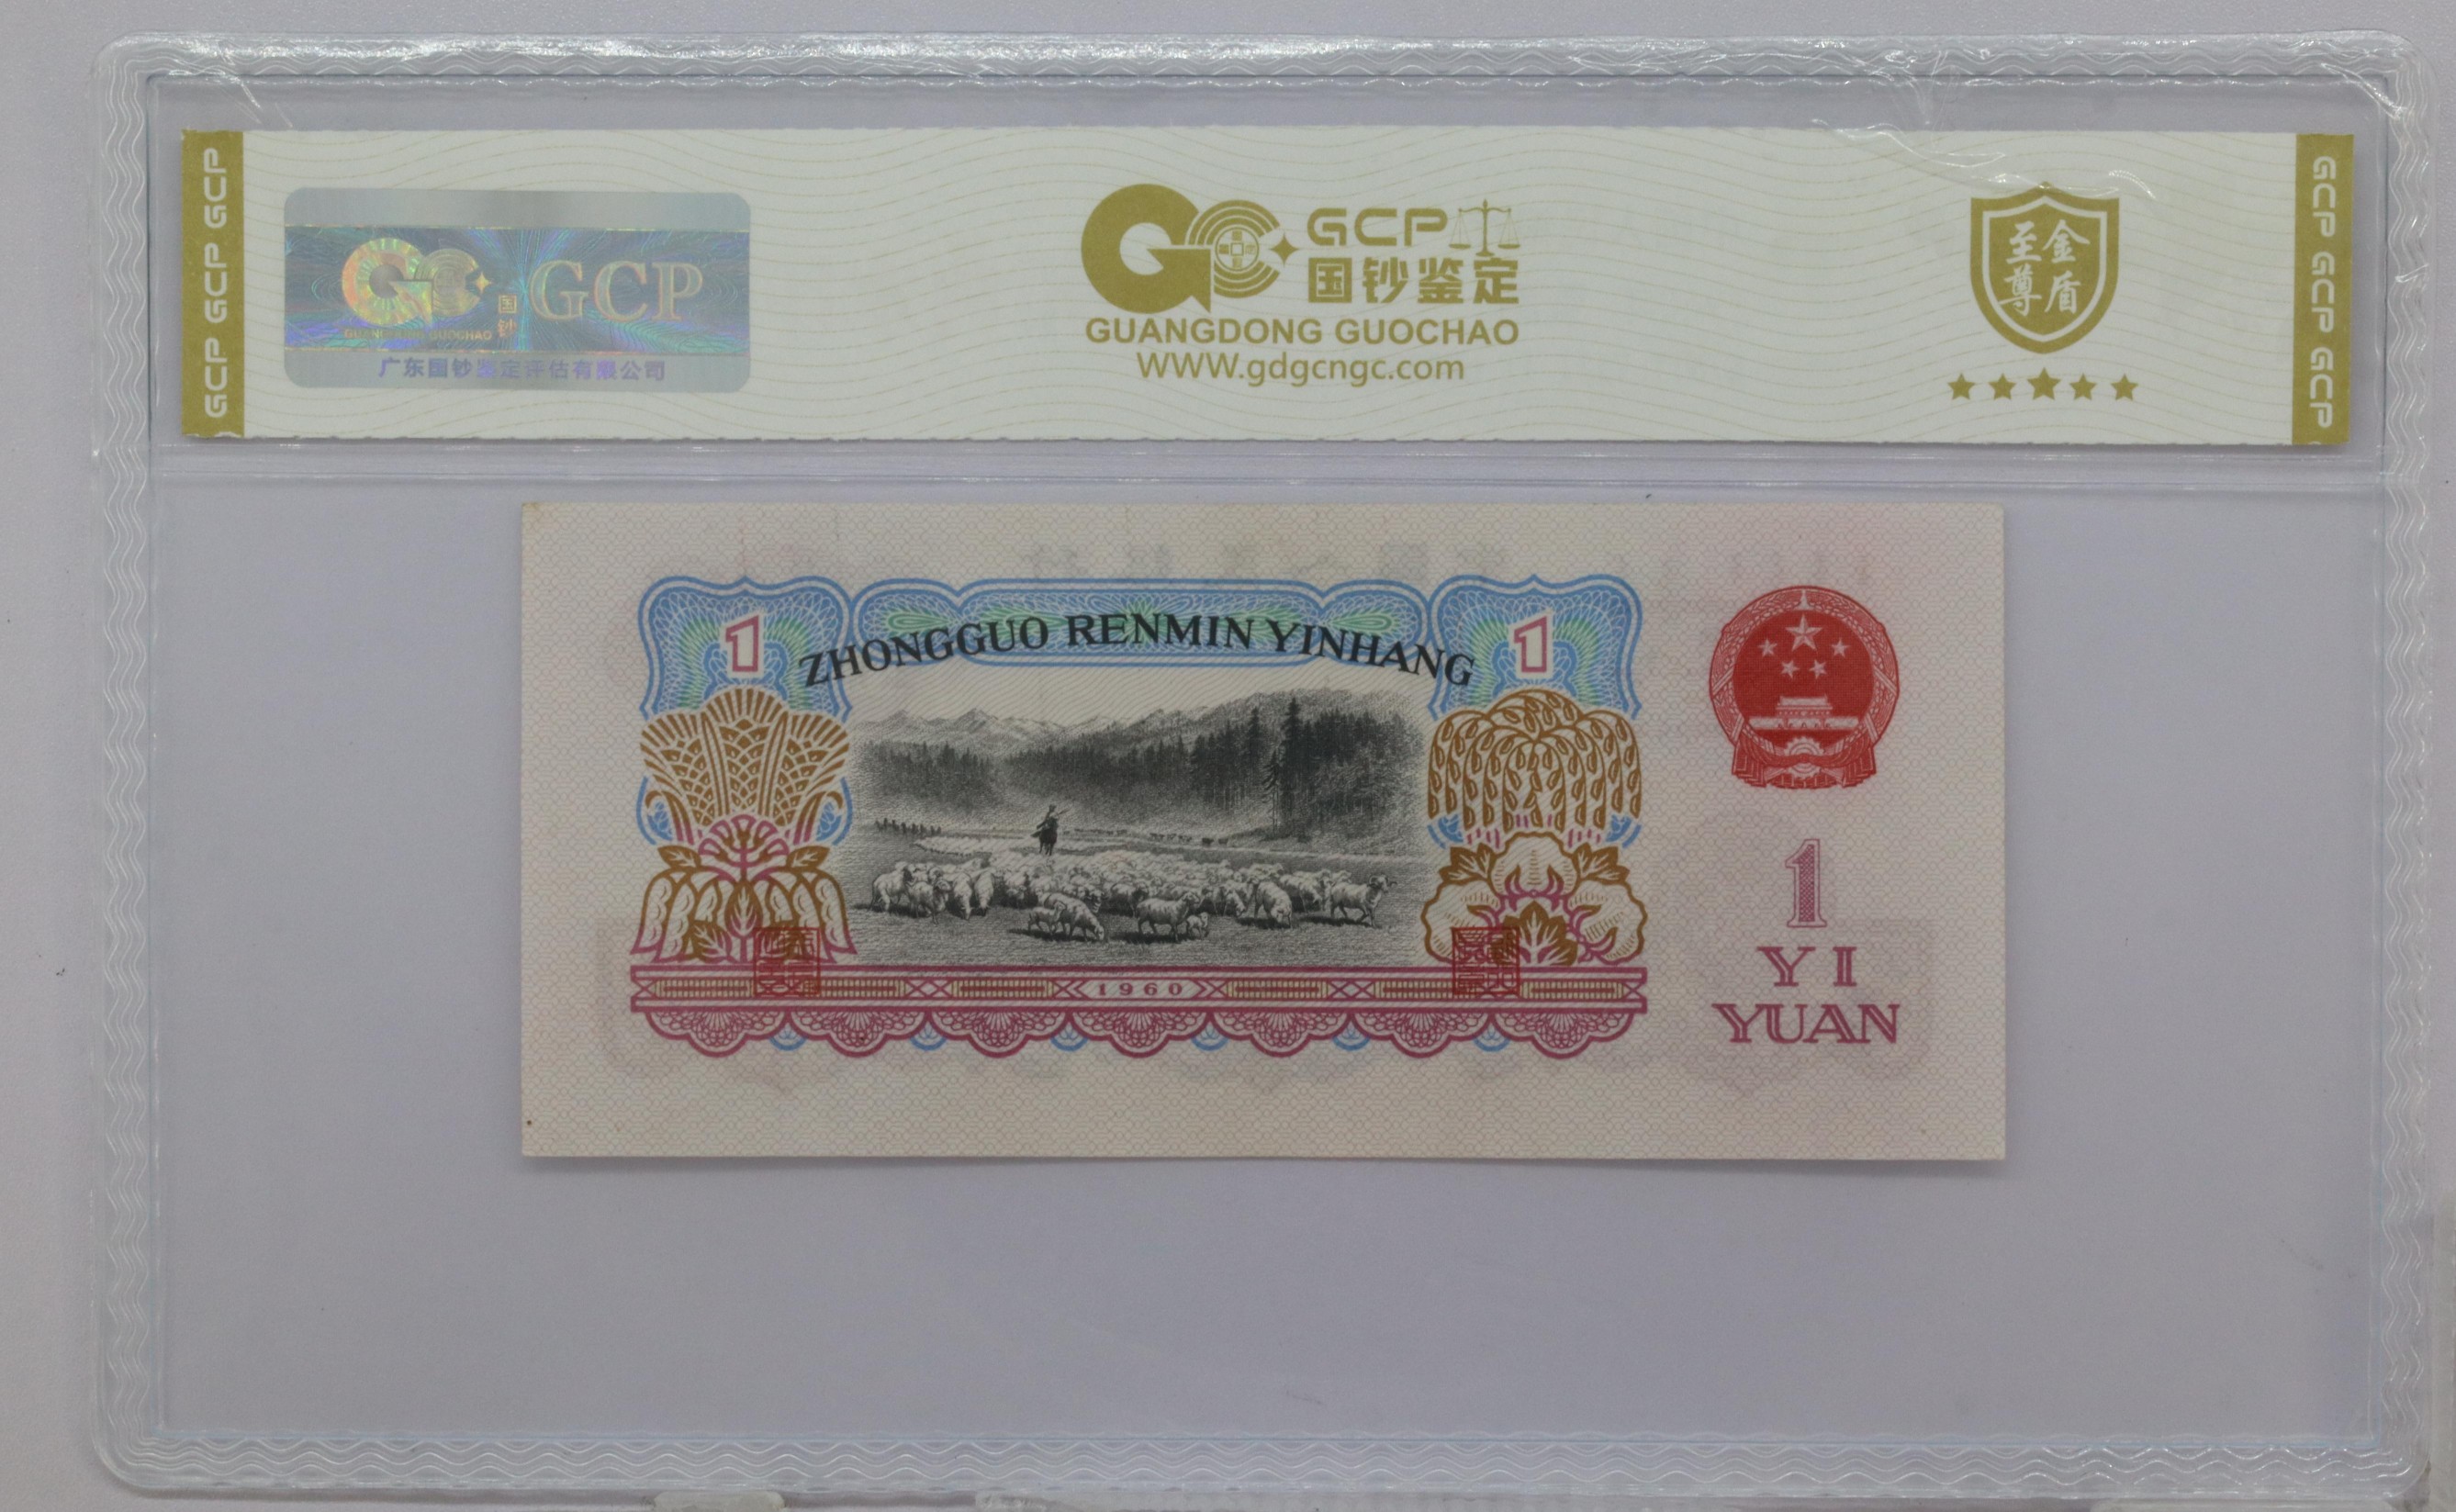 GCP GCP GCP
GUANGDONG GUOCHAO
国钞
GCP
广东国钞鉴定评估有限公司
GCP
国钞鉴定
GUANGDONG GUOCHAO
WWW.gdgcngc.com
至尊
金盾
GCP GCP GCP
1
ZHONGGUO RENMIN YINHANG
1
1960
1
YI
YUAN